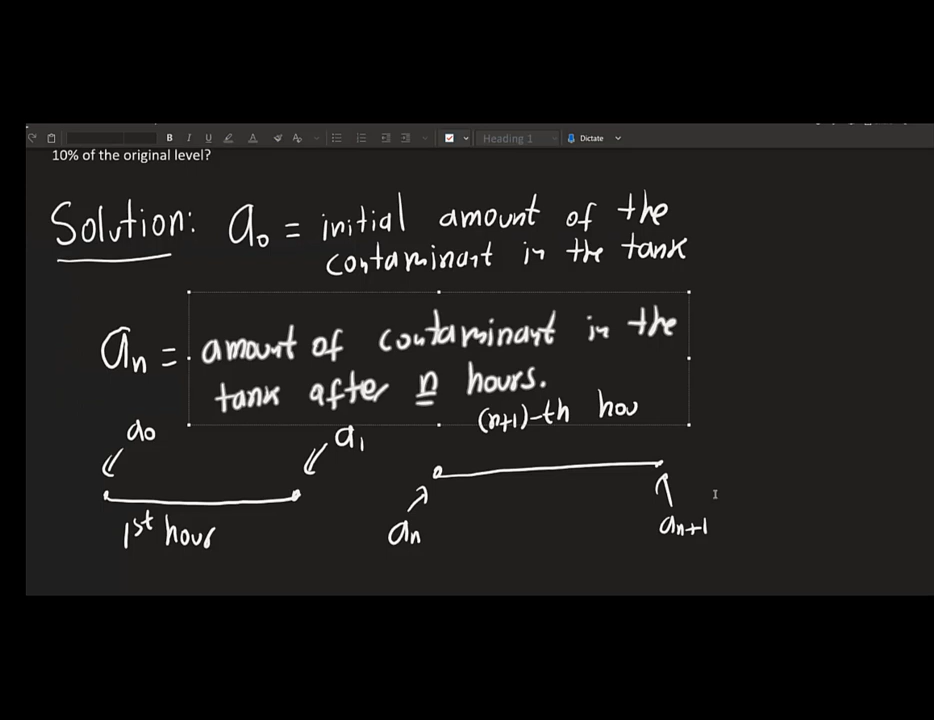 B I U A Heading 1 Dictate
10% of the original level?
Solution: a₀ = initial amount of the
contaminant in the tank
aₙ = amount of contaminant in the
tank after n hours.
(n+1)-th hou
a₀ a₁
1st hour
aₙ aₙ₊₁